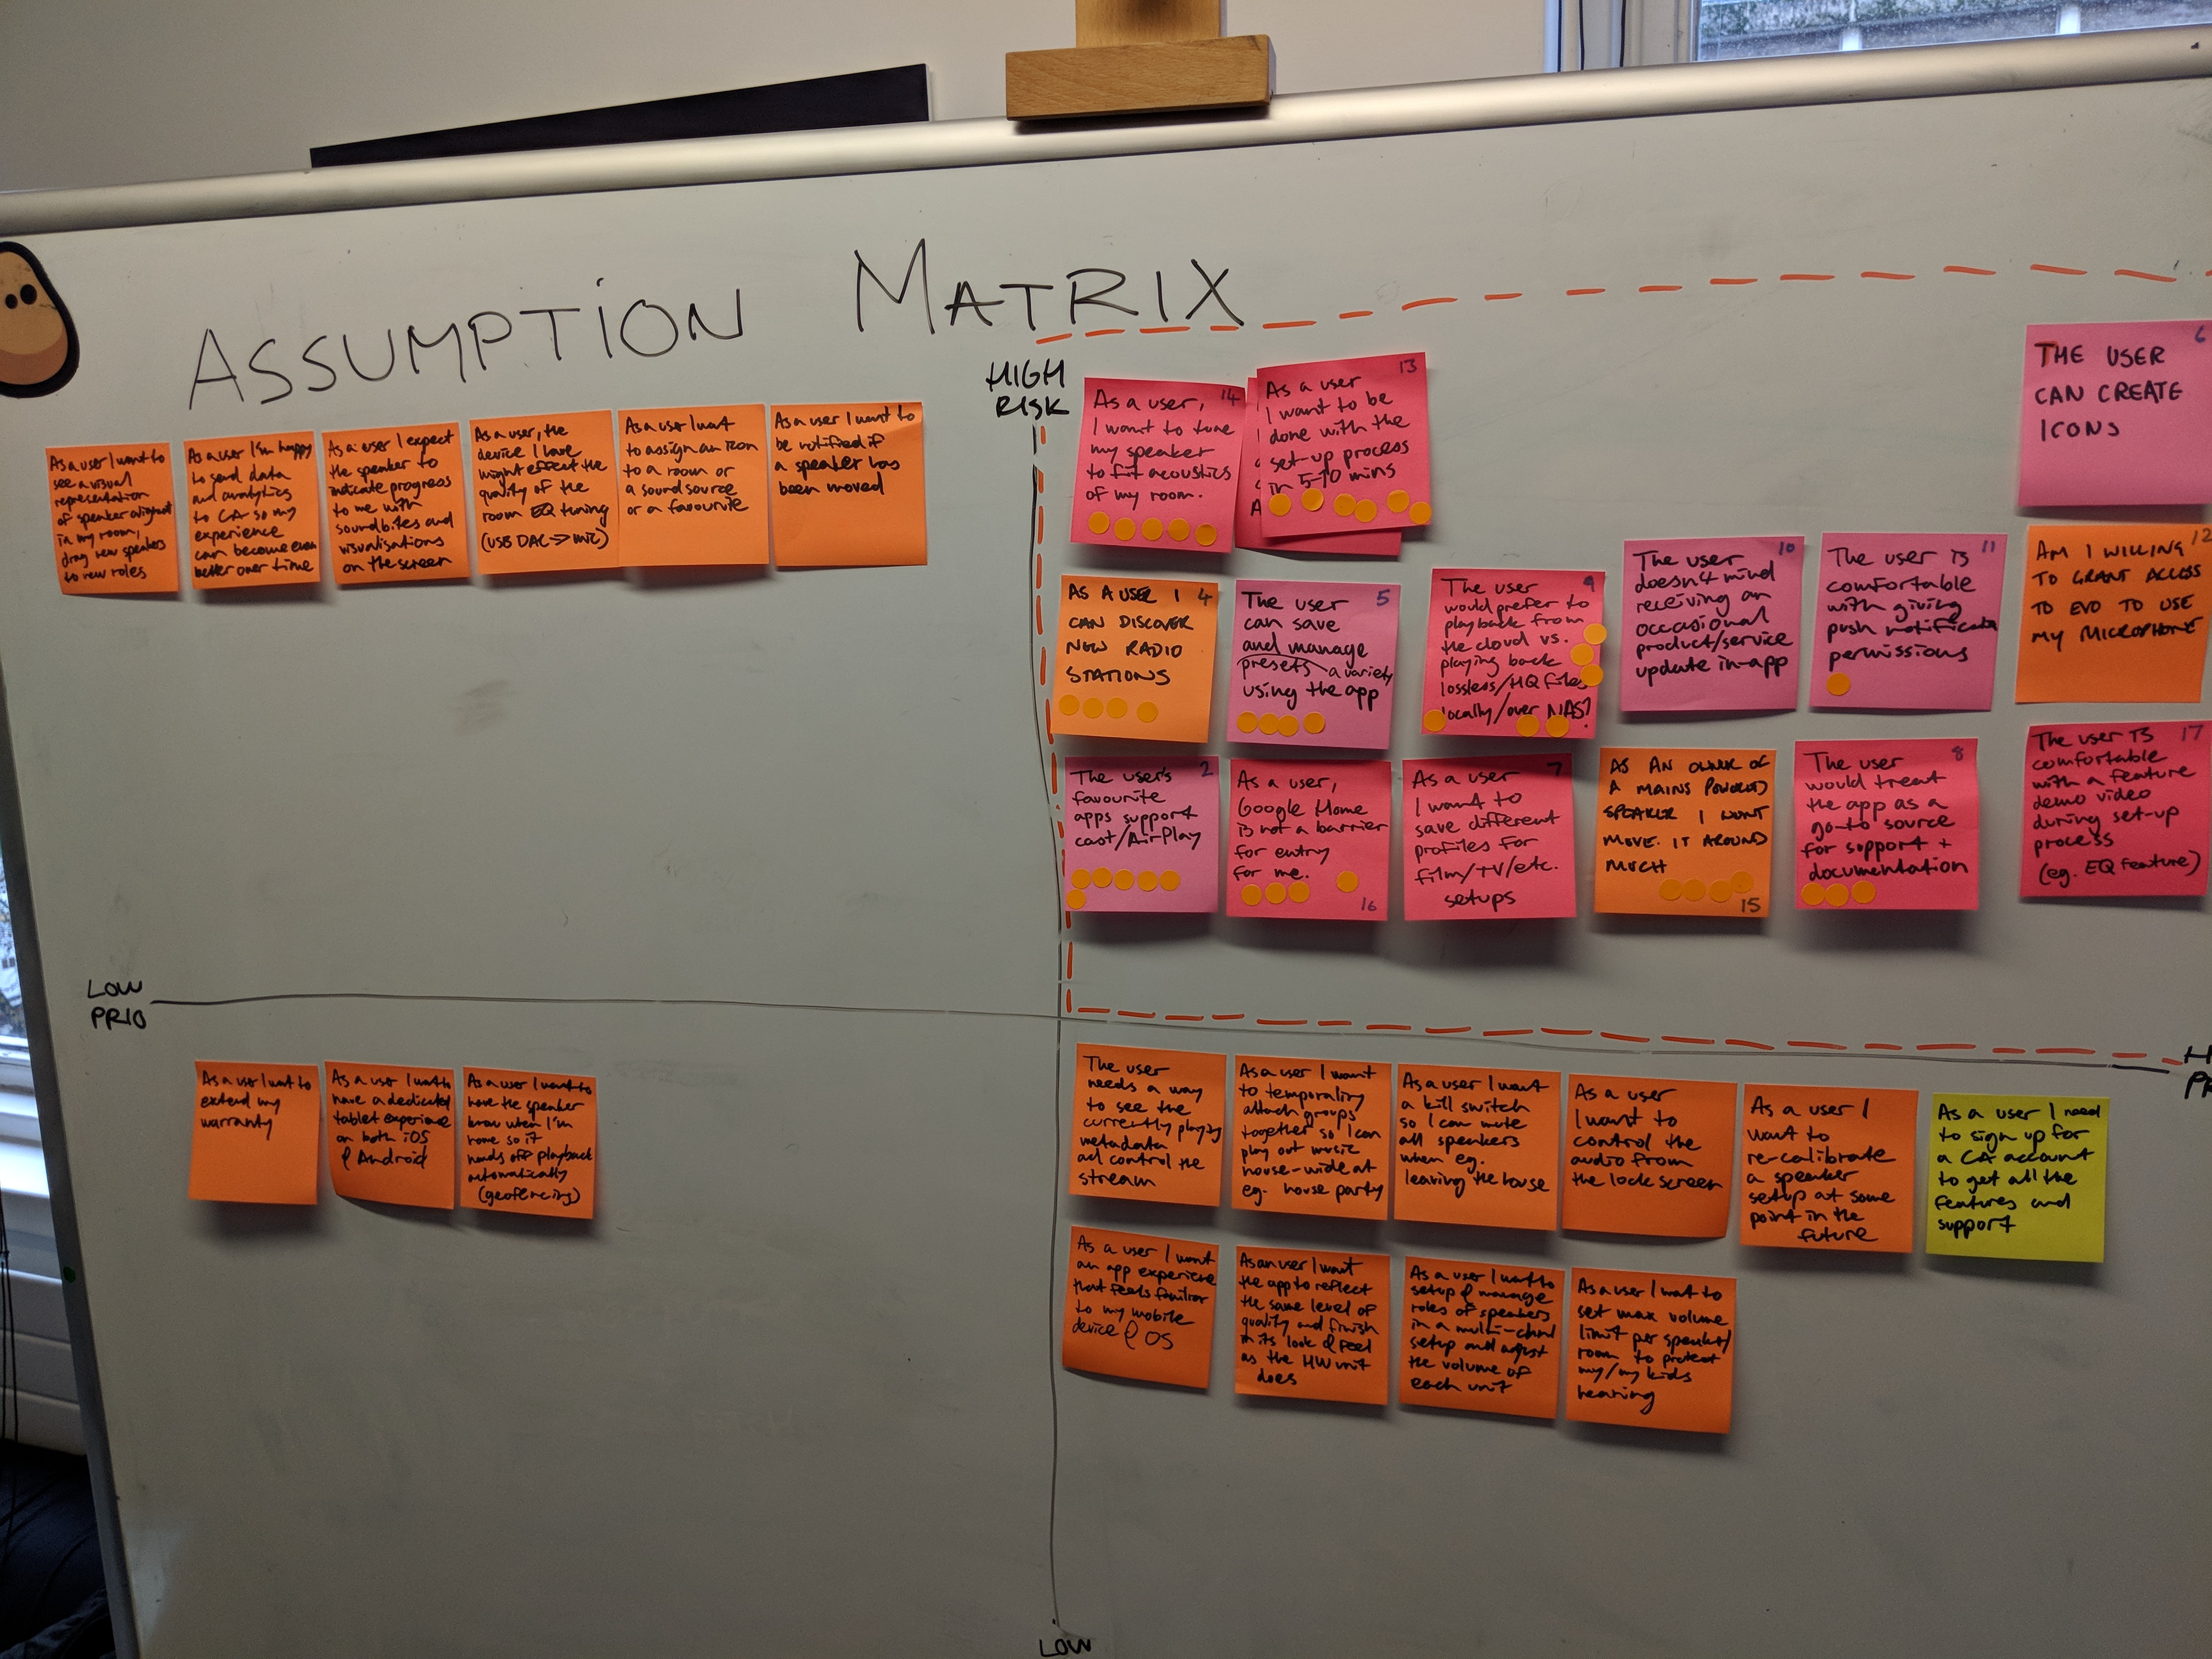 ASSUMPTION MATRIX
HIGH
RISK
LOW
PRIO
LOW
As a user I want to
see a visual
representation
of speaker aligned
in my room,
drag new speakers
to new roles
As a user I'm happy
to send data
and analytics
to CA so my
experience
can become even
better over time
As a user I expect
the speaker to
indicate progress
to me with
soundbites and
visualisations
on the screen
As a user, the
device I have
might effect the
quality of the
room EQ tuning
(USB DAC → mic)
As a user I want
to assign an icon
to a room or
a sound source
or a favourite
As a user I want to
be notified if
a speaker has
been moved
14
As a user,
I want to tune
my speaker
to fit acoustics
of my room.
13
As a user
I want to be
done with the
set-up process
in 5-10 mins
6
THE USER
CAN CREATE
ICONS
4
AS A USER I
CAN DISCOVER
NEW RADIO
STATIONS
5
The user
can save
and manage
presets a variety
using the app
9
The user
would prefer to
playback from
the cloud vs.
playing back
lossless/HQ files
locally/over NAS?
10
The user
doesn't mind
receiving an
occasional
product/service
update in-app
11
The user is
comfortable
with giving
push notification
permissions
12
AM I WILLING
TO GRANT ACCESS
TO EVO TO USE
MY MICROPHONE
2
The user's
favourite
apps support
cast/AirPlay
As a user,
Google Home
is not a barrier
for entry
for me.
16
7
As a user
I want to
save different
profiles for
film/TV/etc.
setups
AS AN OWNER OF
A MAINS POWERED
SPEAKER I WONT
MOVE IT AROUND
MUCH
15
8
The user
would treat
the app as a
go-to source
for support +
documentation
17
The user is
comfortable
with a feature
demo video
during set-up
process
(eg. EQ feature)
As a user I want to
extend my
warranty
As a user I want to
have a dedicated
tablet experience
on both iOS
& Android
As a user I want to
have the speaker
know when I'm
home so it
hands off playback
automatically
(geofencing)
The user
needs a way
to see the
currently playing
metadata
and control the
stream
As a user I want
to temporality
attach groups
together so I can
play out music
house-wide at
eg. house party
As a user I want
a kill switch
so I can mute
all speakers
when eg.
leaving the house
As a user
I want to
control the
audio from
the lock screen
As a user I
want to
re-calibrate
a speaker
setup at some
point in the
future
As a user I need
to sign up for
a CA account
to get all the
features and
support
As a user I want
an app experience
that feels familiar
to my mobile
device & OS
As an user I want
the app to reflect
the same level of
quality and finish
in its look & feel
as the HW unit
does
As a user I want to
setup & manage
roles of speakers
in a multi-chnl
setup and adjust
the volume of
each unit
As a user I want to
set max volume
limit per speaker/
room to protect
my/my kids
hearing